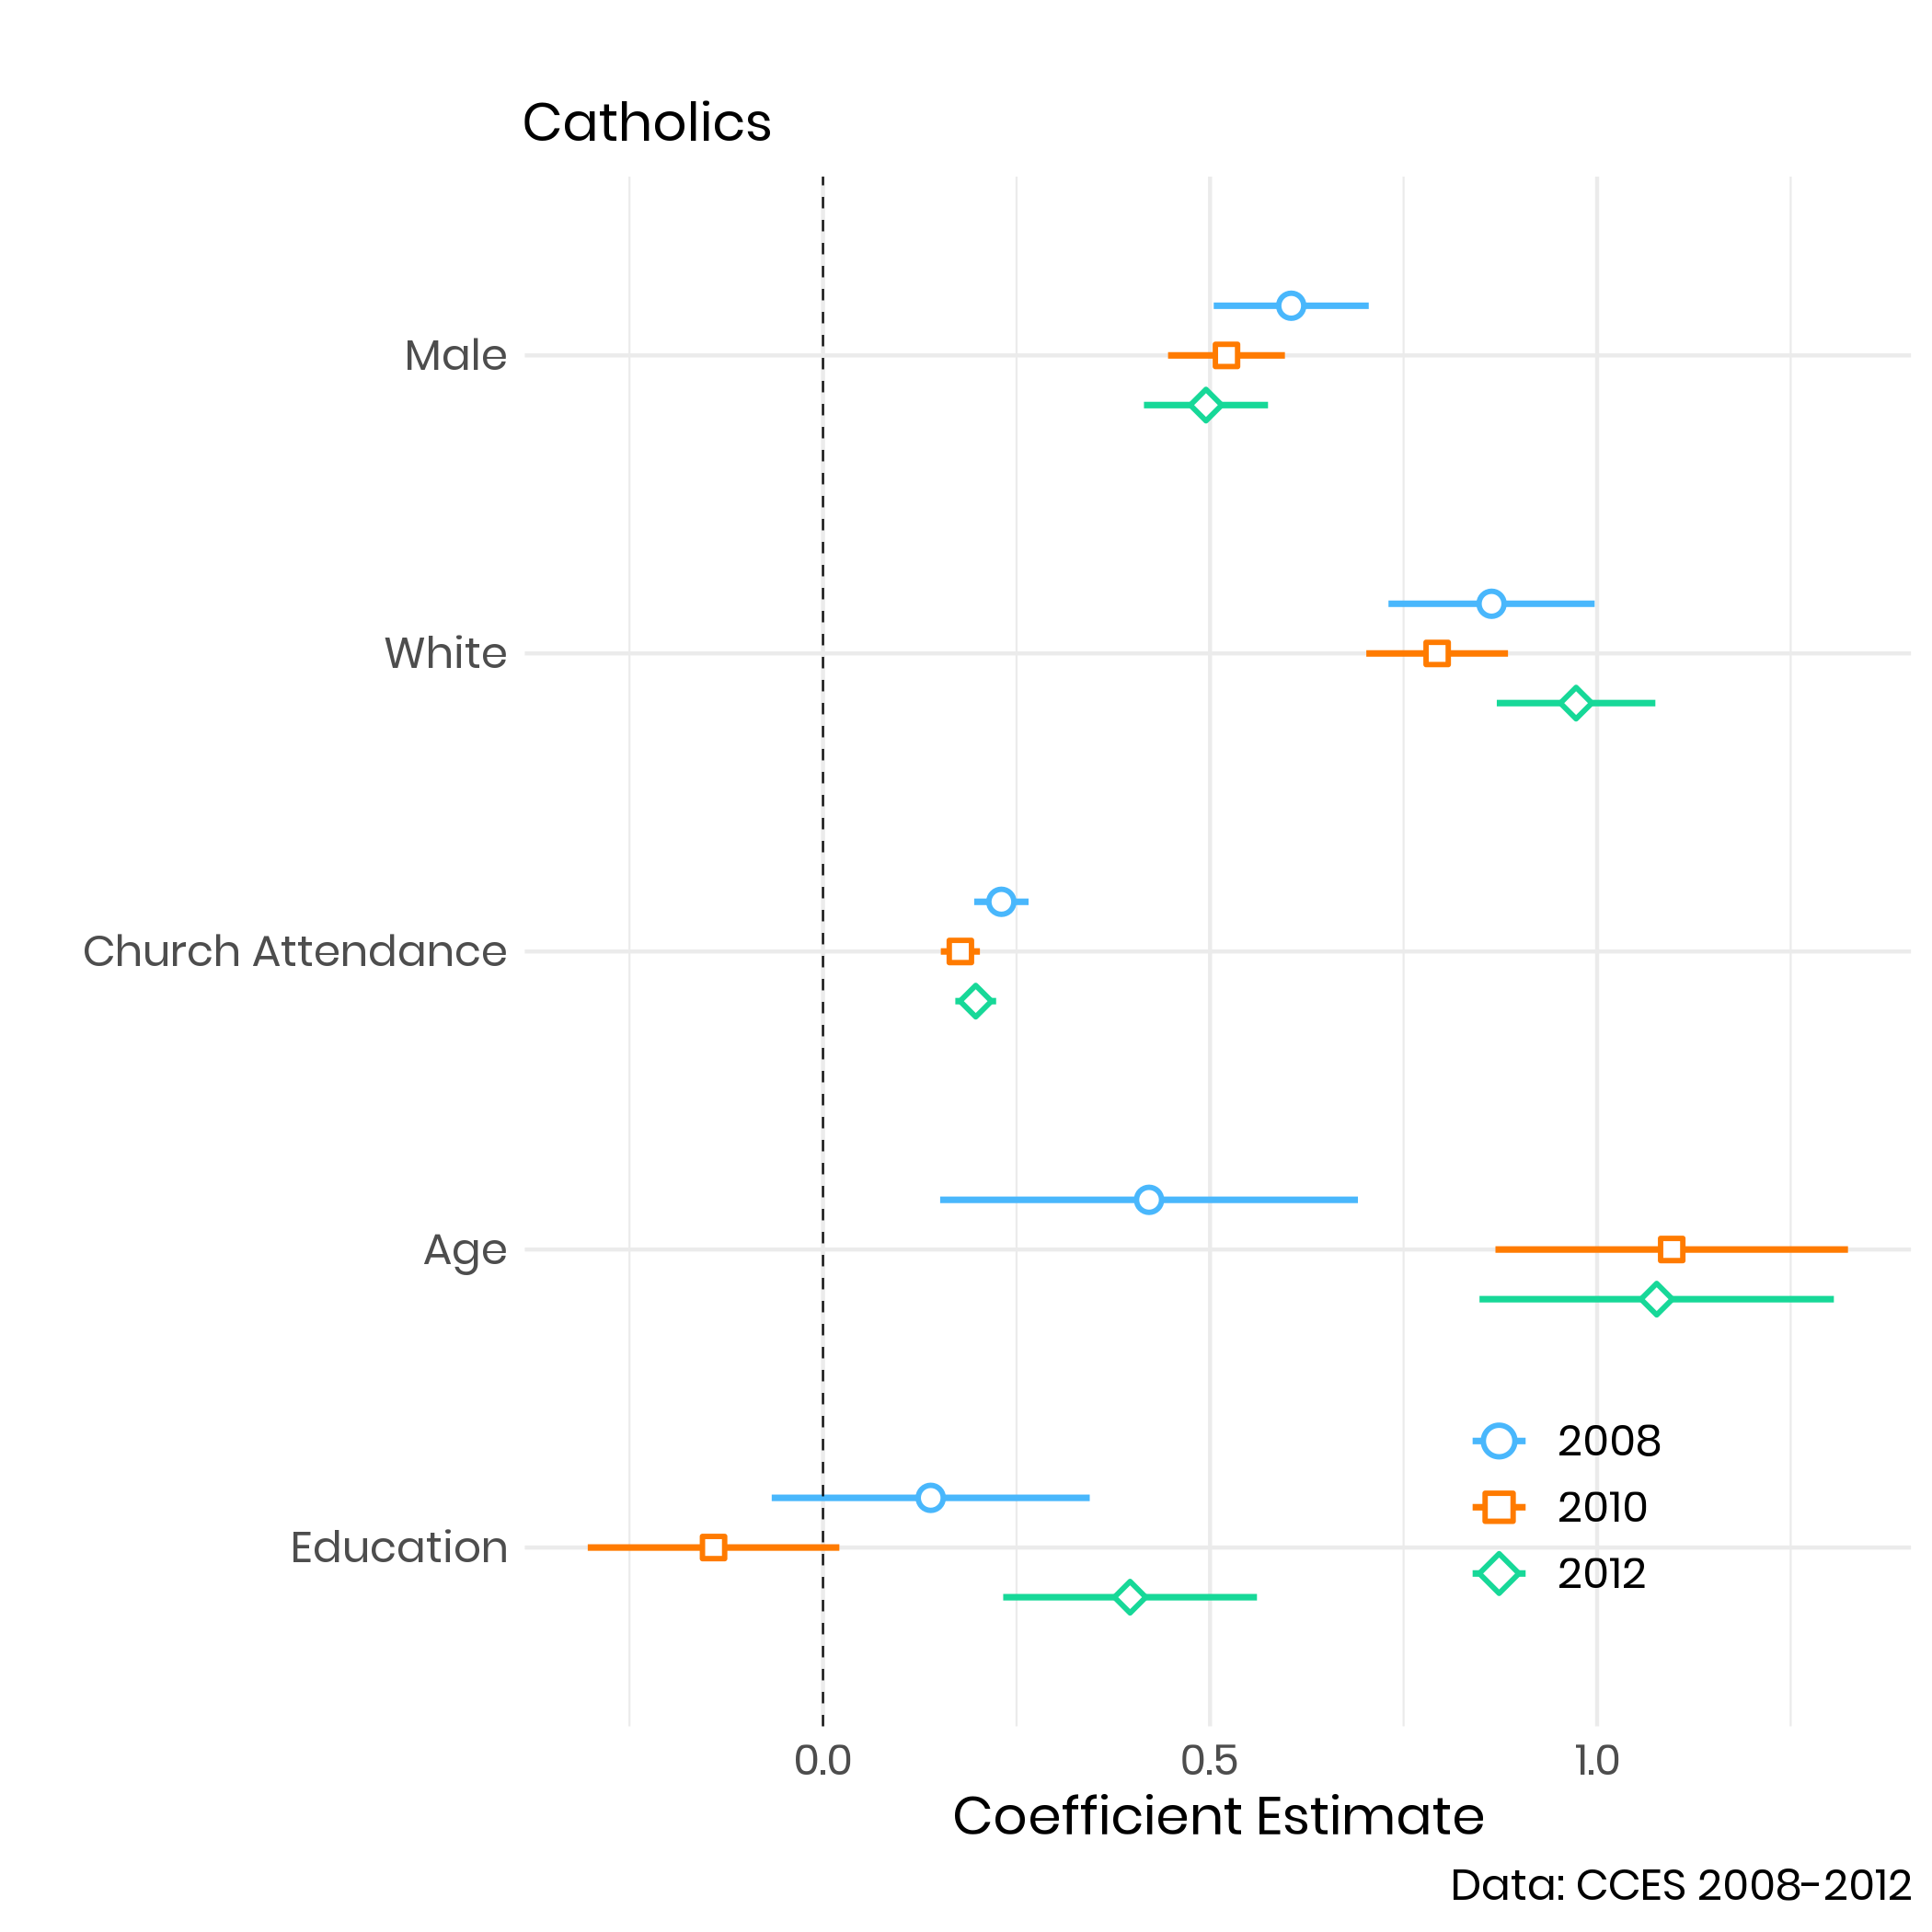 Catholics
Male
White
Church Attendance
Age
Education
2008
2010
2012
0.0 0.5 1.0
Coefficient Estimate
Data: CCES 2008-2012